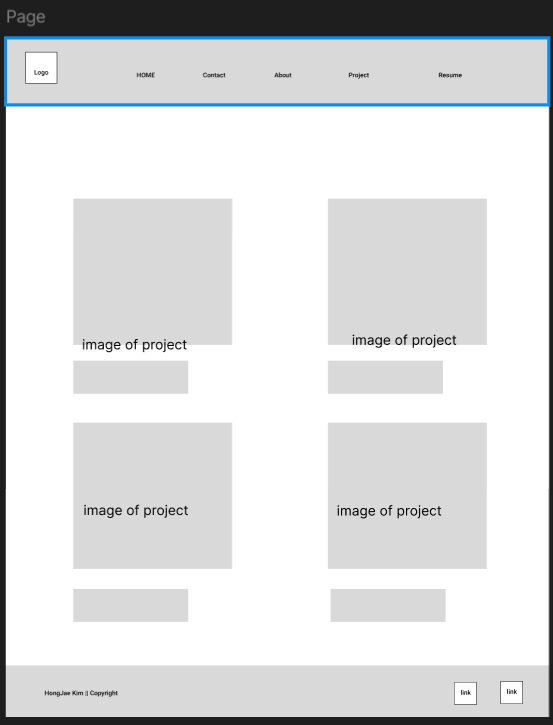 Page
Logo
HOME Contact About Project Resume
image of project
image of project
image of project
image of project
HongJae Kim || Copyright
link
link